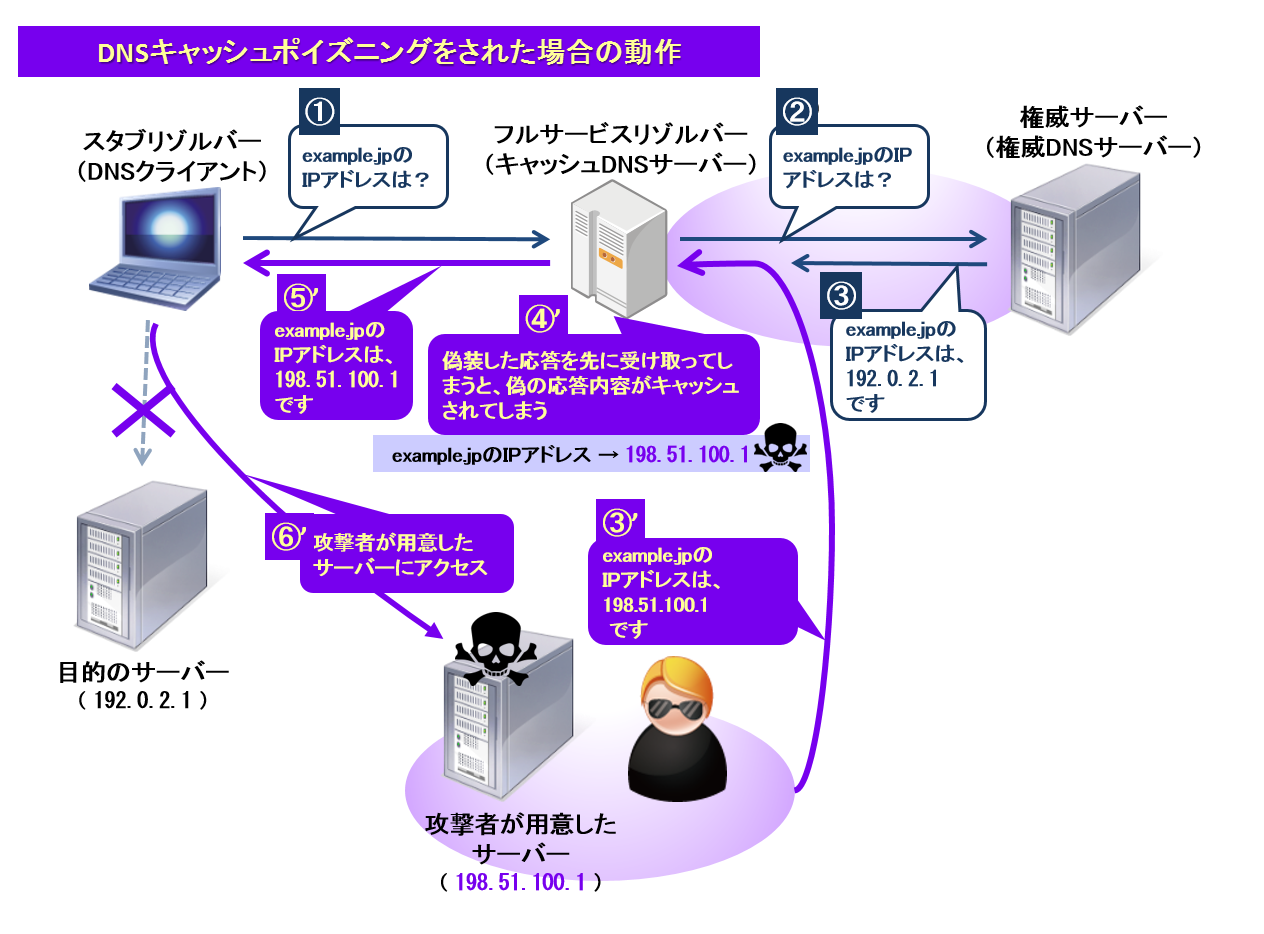 DNSキャッシュポイズニングをされた場合の動作
スタブリゾルバー
（DNSクライアント）
①
example.jpの
IPアドレスは？
フルサービスリゾルバー
（キャッシュDNSサーバー）
②
example.jpのIP
アドレスは？
権威サーバー
（権威DNSサーバー）
③
example.jpの
IPアドレスは、
192.0.2.1
です
⑤’
example.jpの
IPアドレスは、
198.51.100.1
です
④’
偽装した応答を先に受け取ってし
まうと、偽の応答内容がキャッシュ
されてしまう
example.jpのIPアドレス → 198.51.100.1
③’
example.jpの
IPアドレスは、
198.51.100.1
です
⑥’
攻撃者が用意した
サーバーにアクセス
目的のサーバー
（192.0.2.1）
攻撃者が用意した
サーバー
（198.51.100.1）